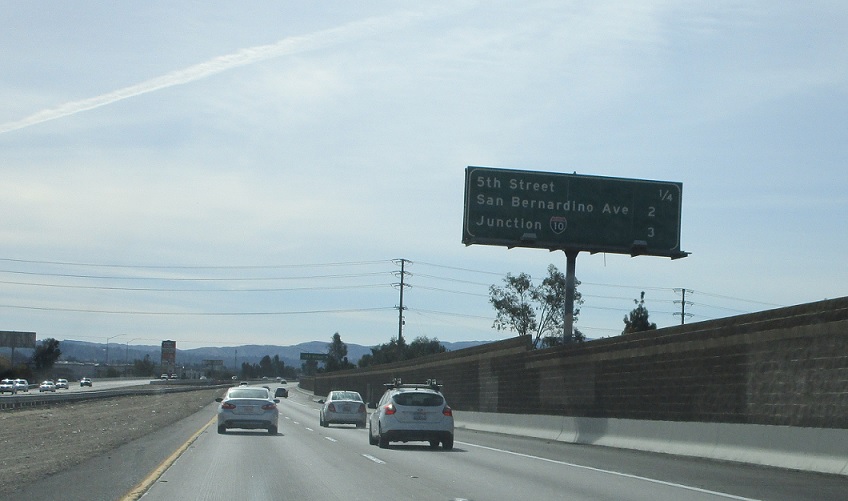 5th Street 1/4
San Bernardino Ave 2
Junction 10 3